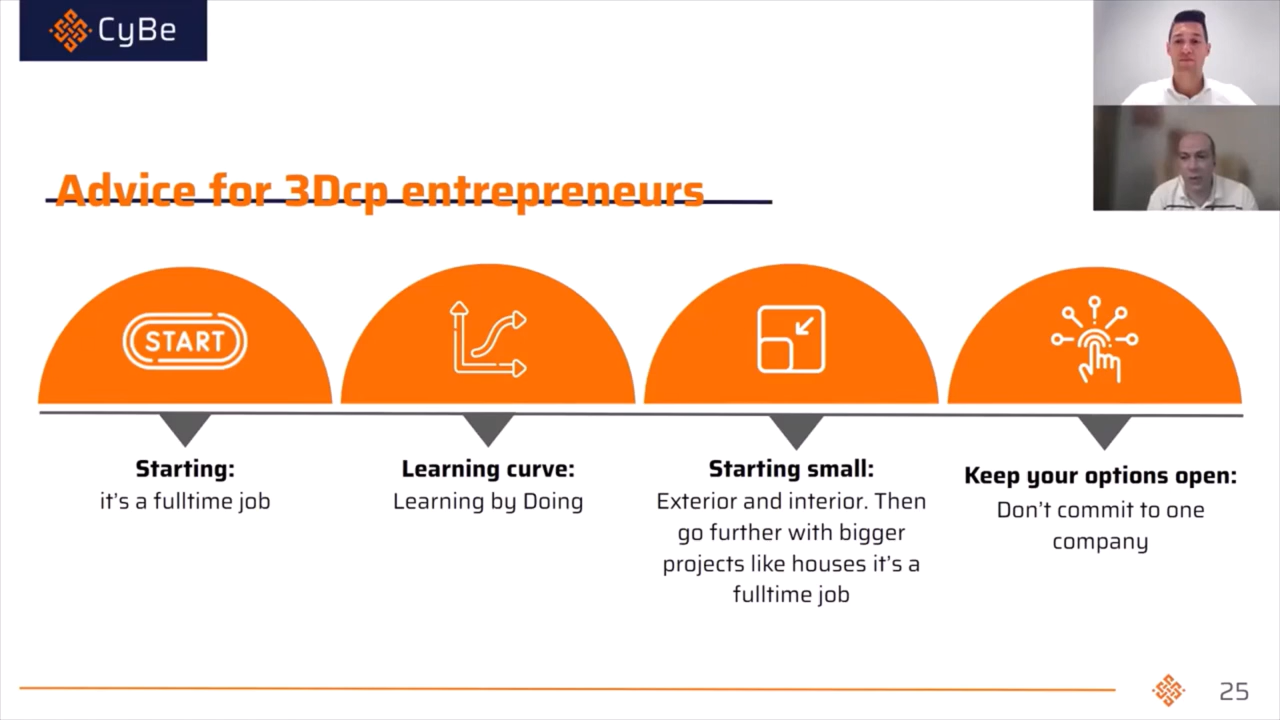 CyBe
Advice for 3Dcp entrepreneurs
START
Starting:
it's a fulltime job
Learning curve:
Learning by Doing
Starting small:
Exterior and interior. Then
go further with bigger
projects like houses it's a
fulltime job
Keep your options open:
Don't commit to one
company
25